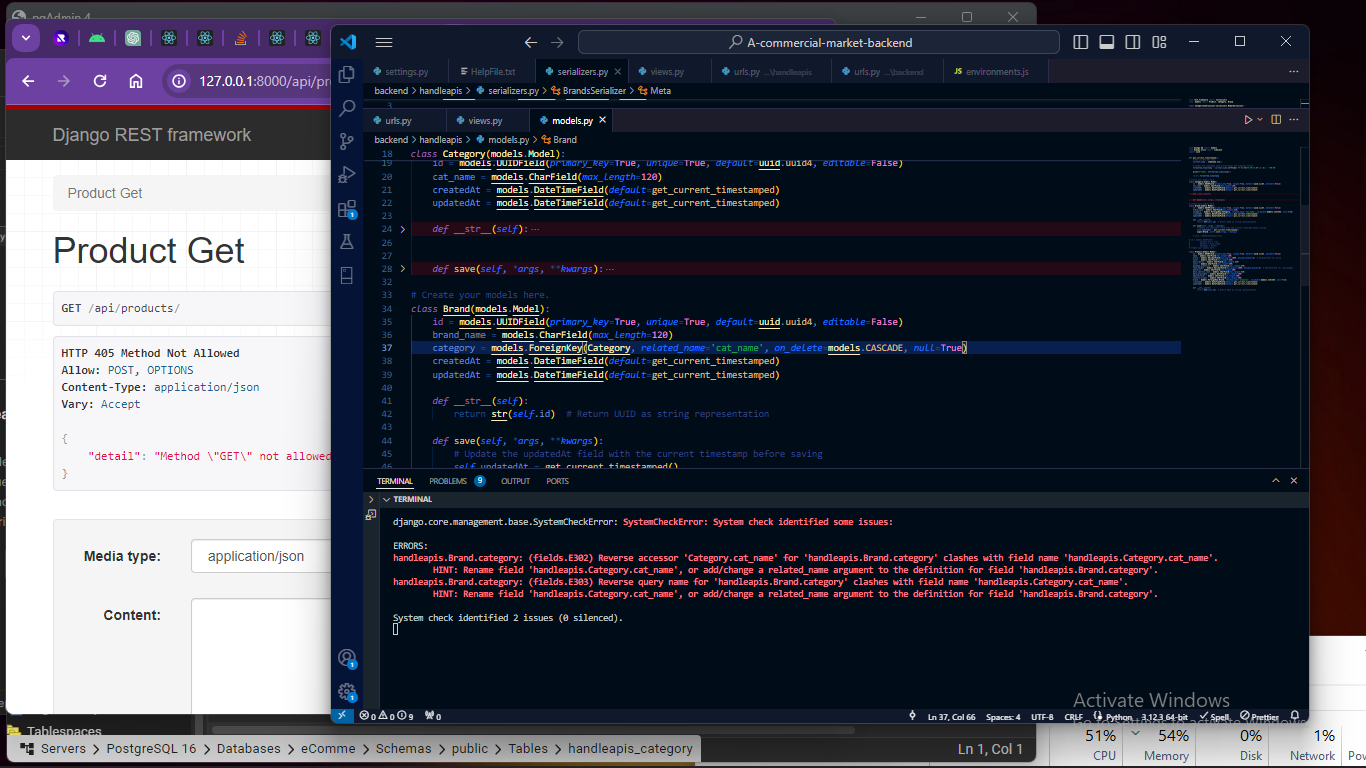 pgAdmin 4
A-commercial-market-backend
127.0.0.1:8000/api/pr
Django REST framework
Product Get
Product Get
GET /api/products/
HTTP 405 Method Not Allowed
Allow: POST, OPTIONS
Content-Type: application/json
Vary: Accept
{
"detail": "Method \"GET\" not allowed
}
Media type:
application/json
Content:
settings.py
HelpFile.txt
serializers.py
views.py
urls.py ...\handleapis
urls.py ...\backend
JS environments.js
backend > handleapis > serializers.py > BrandsSerializer > Meta
3
urls.py
views.py
models.py
backend > handleapis > models.py > Brand
18 class Category(models.Model):
19 id = models.UUIDField(primary_key=True, unique=True, default=uuid.uuid4, editable=False)
20 cat_name = models.CharField(max_length=120)
21 createdAt = models.DateTimeField(default=get_current_timestamped)
22 updatedAt = models.DateTimeField(default=get_current_timestamped)
23
24 def __str__(self): ...
26
27
28 def save(self, *args, **kwargs): ...
32
33 # Create your models here.
34 class Brand(models.Model):
35 id = models.UUIDField(primary_key=True, unique=True, default=uuid.uuid4, editable=False)
36 brand_name = models.CharField(max_length=120)
37 category = models.ForeignKey(Category, related_name='cat_name', on_delete=models.CASCADE, null=True)
38 createdAt = models.DateTimeField(default=get_current_timestamped)
39 updatedAt = models.DateTimeField(default=get_current_timestamped)
40
41 def __str__(self):
42 return str(self.id) # Return UUID as string representation
43
44 def save(self, *args, **kwargs):
45 # Update the updatedAt field with the current timestamp before saving
46 self.updatedAt = get_current_timestamped()
TERMINAL
PROBLEMS 9
OUTPUT
PORTS
TERMINAL
django.core.management.base.SystemCheckError: SystemCheckError: System check identified some issues:
ERRORS:
handleapis.Brand.category: (fields.E302) Reverse accessor 'Category.cat_name' for 'handleapis.Brand.category' clashes with field name 'handleapis.Category.cat_name'.
HINT: Rename field 'handleapis.Category.cat_name', or add/change a related_name argument to the definition for field 'handleapis.Brand.category'.
handleapis.Brand.category: (fields.E303) Reverse query name for 'handleapis.Brand.category' clashes with field name 'handleapis.Category.cat_name'.
HINT: Rename field 'handleapis.Category.cat_name', or add/change a related_name argument to the definition for field 'handleapis.Brand.category'.
System check identified 2 issues (0 silenced).
Activate Windows
0 0 9 0
Ln 37, Col 66
Spaces: 4
UTF-8
CRLF
Python
3.12.3 64-bit
Spell
Prettier
Tablespaces
Servers > PostgreSQL 16 > Databases > eComme > Schemas > public > Tables > handleapis_category
Ln 1, Col 1
51% 54% 0% 1%
CPU Memory Disk Network Pow